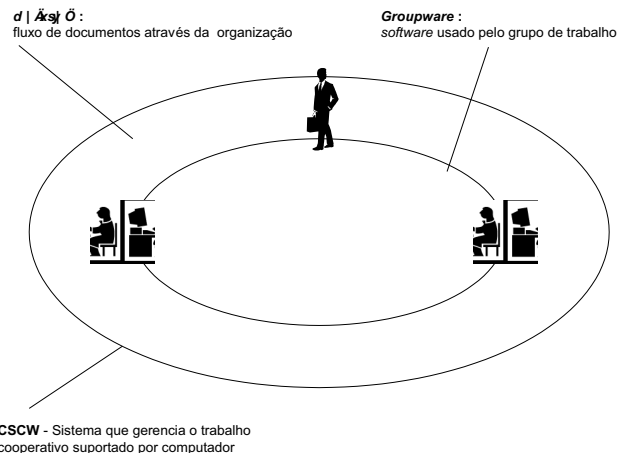 fluxo de documentos através da organização
Groupware :
software usado pelo grupo de trabalho
CSCW - Sistema que gerencia o trabalho
cooperativo suportado por computador